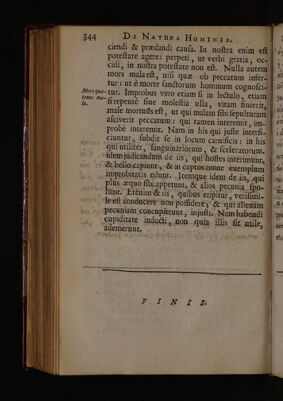 344 DE NATURA HOMINIS.
ciendi & prædandi causa. In nostra enim est
potestate agere: perpeti, ut verbi gratia, oc-
cidi, in nostra potestate non est. Nulla autem
mors mala est, nisi quæ ob peccatum infer-
tur: ut è morte sanctorum hominum cognosci-
tur. Improbus vero etiam si in lectulo, etiam
si repentè sine molestia ulla, vitam finierit,
male mortuus est, ut qui malam sibi sepulturam
asciverit peccatum: qui tamen interemit, im-
probè interemit. Nam in his qui juste interfi-
ciuntur, subdit se in locum carnificis: in his
qui utiliter, sanguinariorum, & sceleratorum.
idem judicandum de iis, qui hostes interimunt,
& bello capiunt, & in captos omne exemplum
improbitatis edunt. Itemque idem de iis, qui
plus æquo sibi appetunt, & alios pecunia spo-
liant. Etenim & iis, quibus eripitur, verisimi-
le est conducere non possidere; & qui alienam
pecuniam concupierunt, injusti. Nam habendi
cupiditate inducti, non quia illis sit utile,
ademerunt.
FINIS.